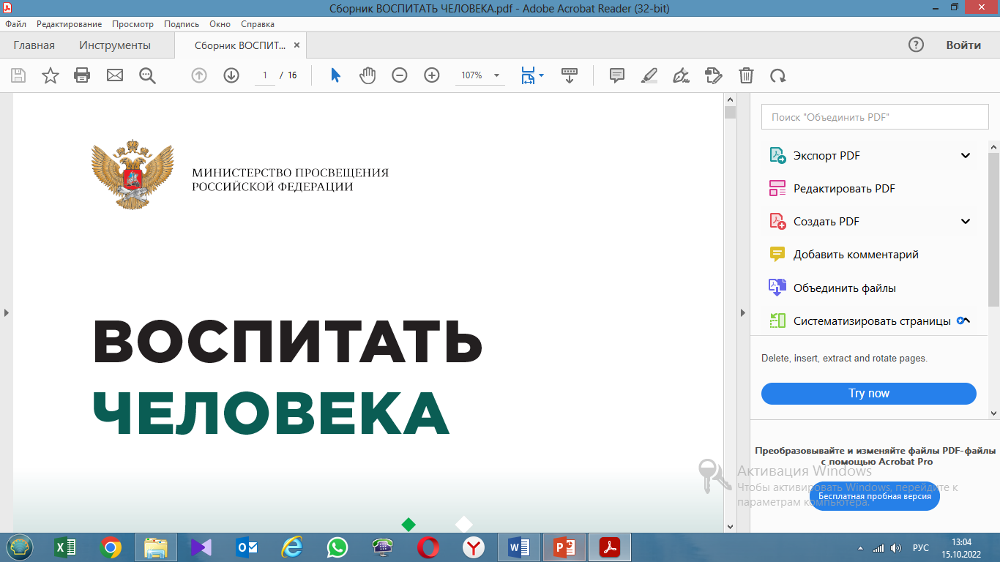 Сборник ВОСПИТАТЬ ЧЕЛОВЕКА.pdf - Adobe Acrobat Reader (32-bit)
Файл Редактирование Просмотр Подпись Окно Справка
Главная Инструменты Сборник ВОСПИТ... × Войти
1 / 16 107%
Поиск "Объединить PDF"
Экспорт PDF
Редактировать PDF
Создать PDF
Добавить комментарий
Объединить файлы
Систематизировать страницы
Delete, insert, extract and rotate pages.
Try now
Преобразовывайте и изменяйте файлы PDF-файлы
с помощью Acrobat Pro
Бесплатная пробная версия
МИНИСТЕРСТВО ПРОСВЕЩЕНИЯ
РОССИЙСКОЙ ФЕДЕРАЦИИ
ВОСПИТАТЬ
ЧЕЛОВЕКА
Активация Windows
Чтобы активировать Windows, перейдите к
параметрам компьютера.
РУС
13:04
15.10.2022